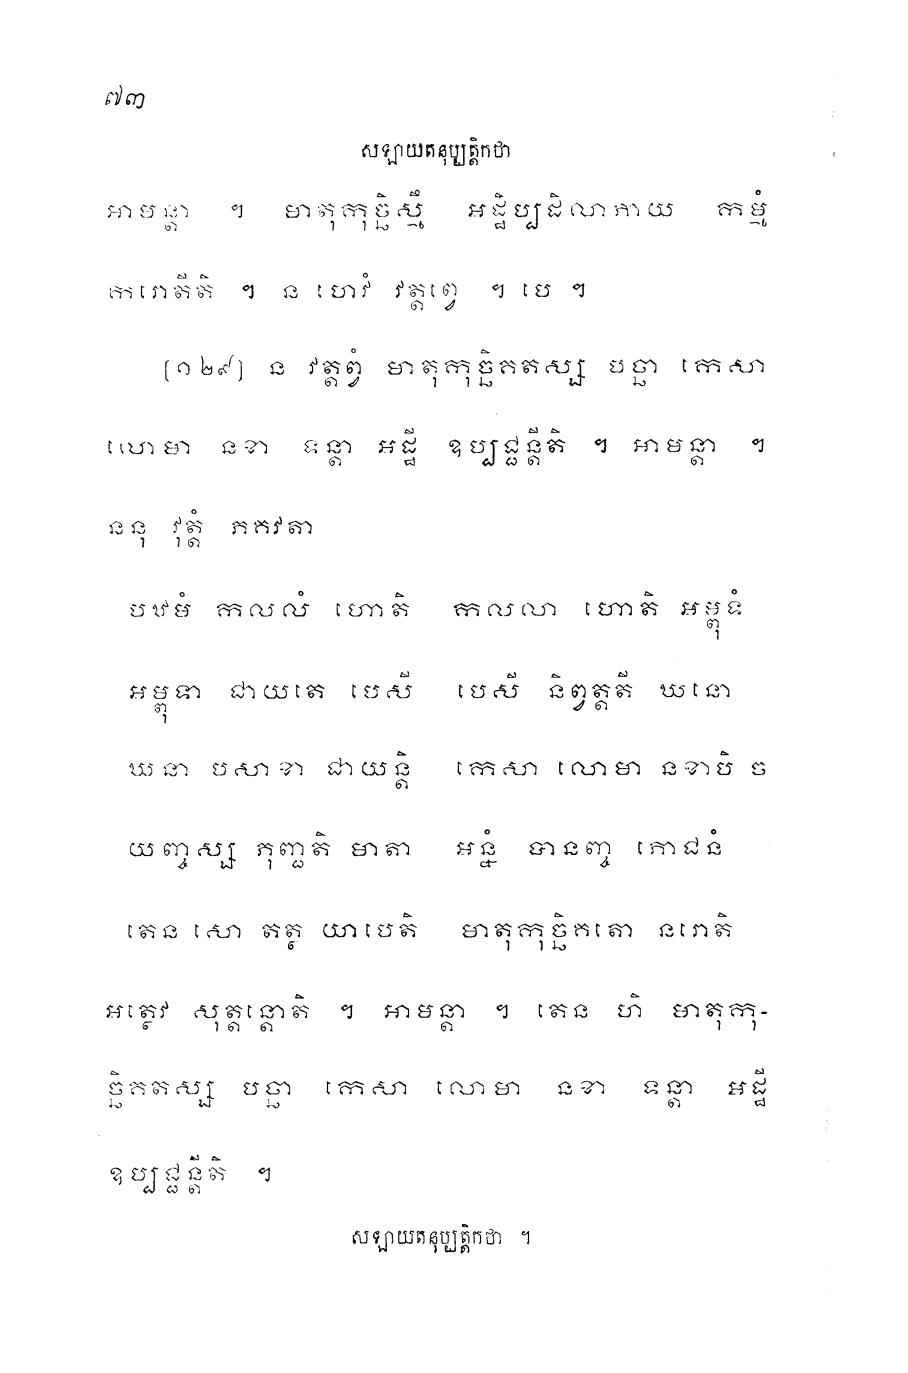 ៧៣
សឡាយតនុប្បត្តិកថា
អាមន្តា ។ មាតុកុច្ឆិស្មឹ អដ្ឋិប្បដិលាភាយ កម្មំ
ករោតីតិ ។ ន ហេវំ វត្តព្វេ ។ បេ ។
[១២៩] ន វត្តព្វំ មាតុកុច្ឆិគតស្ស បច្ឆា កេសា
លោមា នខា ទន្តា អដ្ឋី ឧប្បជ្ជន្តីតិ ។ អាមន្តា ។
ននុ វុត្តំ ភគវតា
បឋមំ កលលំ ហោតិ កលលា ហោតិ អម្ពុទំ
អម្ពុទា ជាយតេ បេសី បេសី និព្វត្តតី ឃនោ
ឃនា បសាខា ជាយន្តិ កេសា លោមា នខាបិ ច
យញ្ចស្ស ភុញ្ជតិ មាតា អន្នំ បានញ្ច ភោជនំ
តេន សោ តត្ថ យាបេតិ មាតុកុច្ឆិគតោ នរោតិ
អត្ថេវ សុត្តន្តោតិ ។ អាមន្តា ។ តេន ហិ មាតុកុ-
ច្ឆិគតស្ស បច្ឆា កេសា លោមា នខា ទន្តា អដ្ឋី
ឧប្បជ្ជន្តីតិ ។
សឡាយតនុប្បត្តិកថា ។